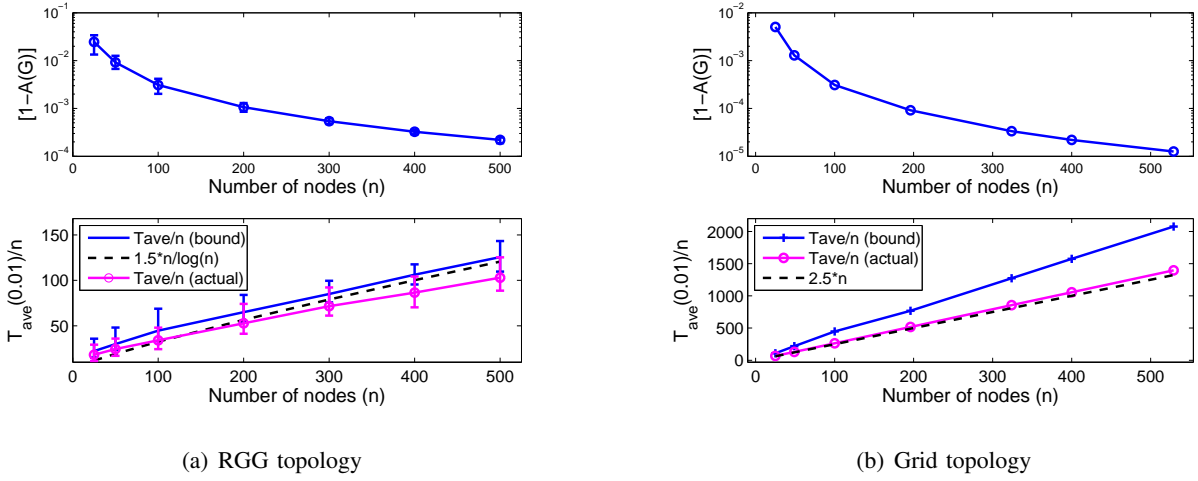 10^-1
10^-2
10^-3
10^-4
[1−A(G)]
0 100 200 300 400 500
Number of nodes (n)
150
100
50
T_ave(0.01)/n
Tave/n (bound)
1.5*n/log(n)
Tave/n (actual)
0 100 200 300 400 500
Number of nodes (n)
(a) RGG topology
10^-2
10^-3
10^-4
10^-5
[1−A(G)]
0 100 200 300 400 500
Number of nodes (n)
2000
1500
1000
500
0
T_ave(0.01)/n
Tave/n (bound)
Tave/n (actual)
2.5*n
0 100 200 300 400 500
Number of nodes (n)
(b) Grid topology